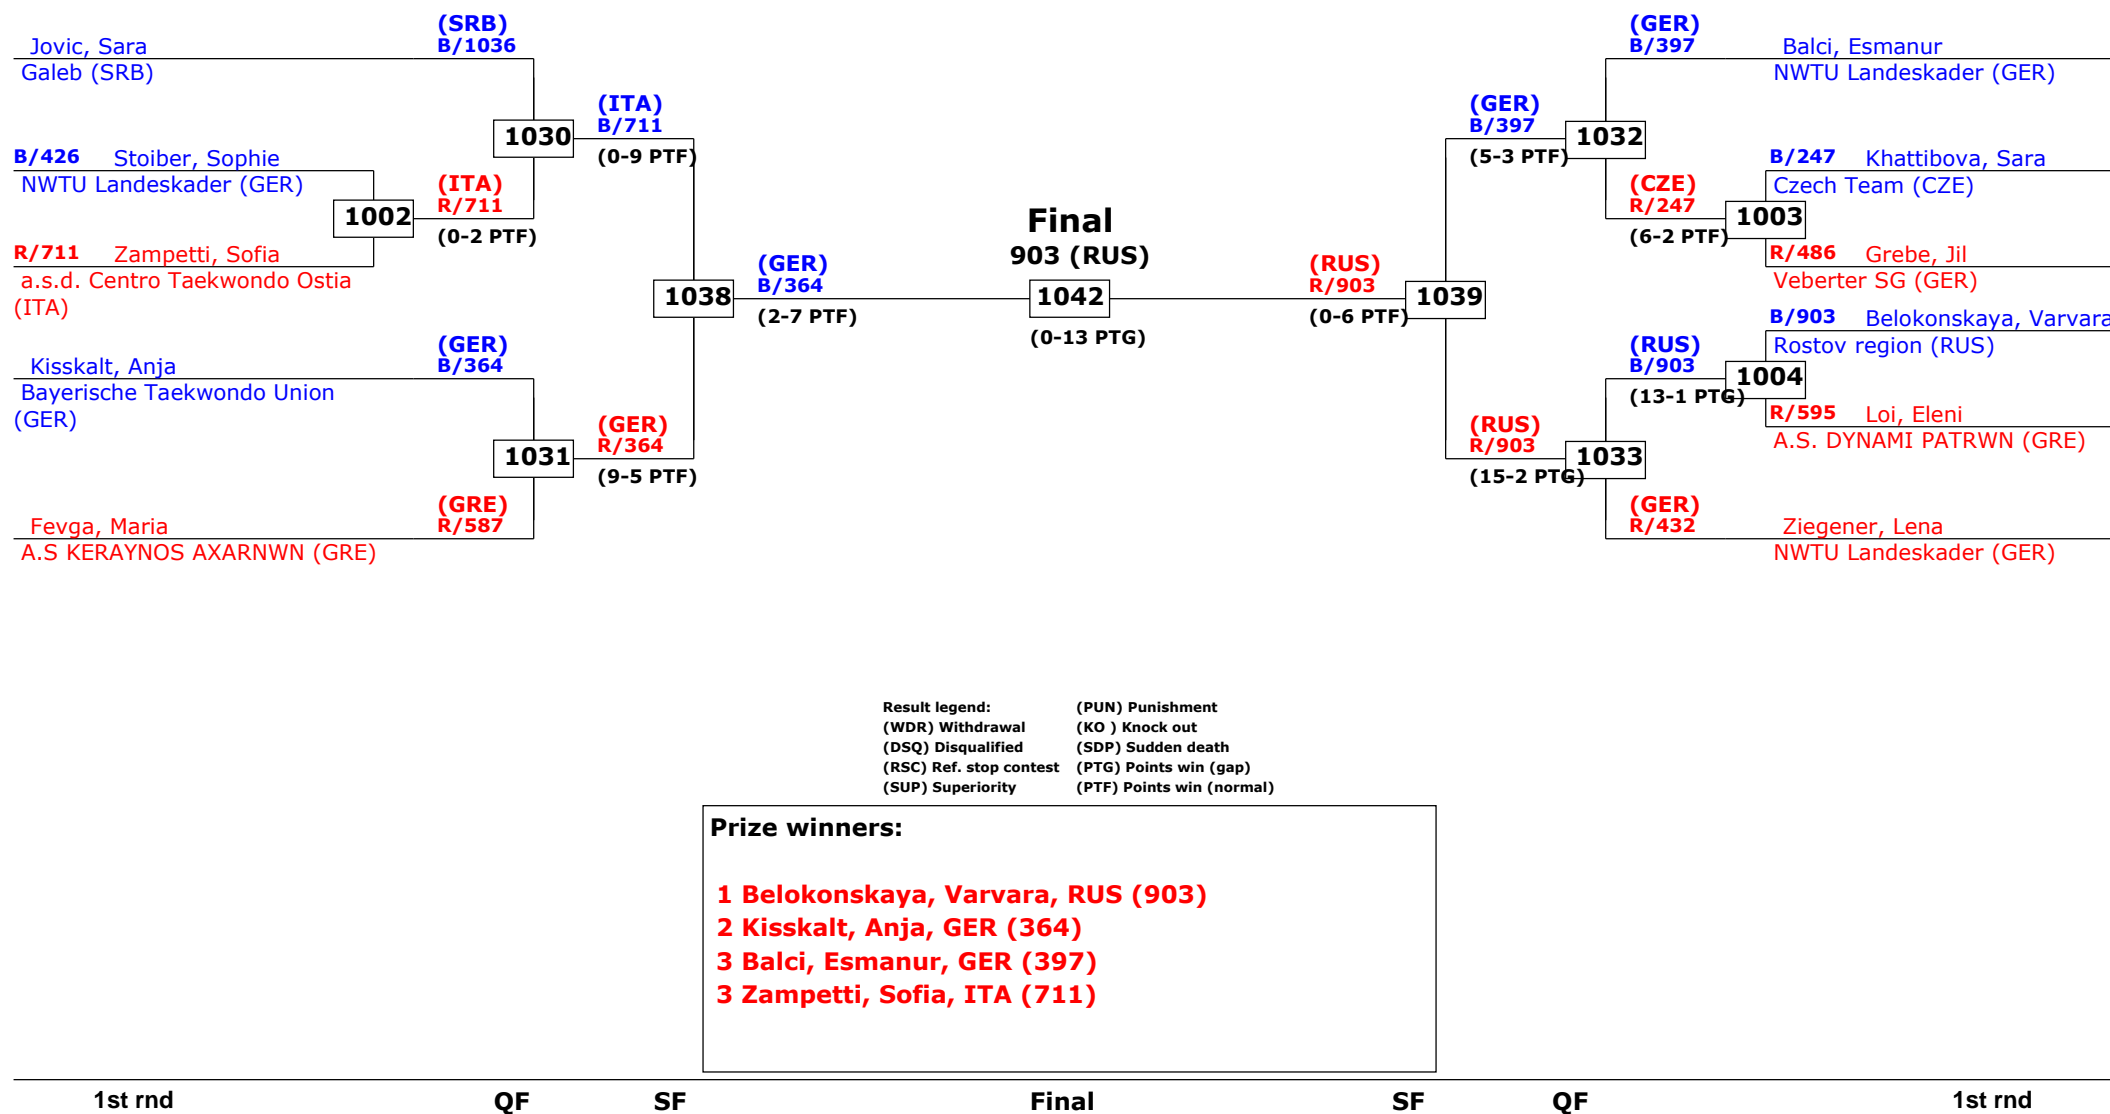 (SRB)
B/1036
Jovic, Sara
Galeb (SRB)
(ITA)
B/711
1030
(0-9 PTF)
B/426 Stoiber, Sophie
NWTU Landeskader (GER)
(ITA)
R/711
1002
(0-2 PTF)
R/711 Zampetti, Sofia
a.s.d. Centro Taekwondo Ostia
(ITA)
1038
(GER)
B/364
(2-7 PTF)
(GER)
B/364
Kisskalt, Anja
Bayerische Taekwondo Union
(GER)
(GER)
R/364
1031
(9-5 PTF)
(GRE)
R/587
Fevga, Maria
A.S KERAYNOS AXARNWN (GRE)
Final
903 (RUS)
1042
(0-13 PTG)
(GER)
B/397
Balci, Esmanur
NWTU Landeskader (GER)
(GER)
B/397
1032
(5-3 PTF)
B/247 Khattibova, Sara
Czech Team (CZE)
(CZE)
R/247
1003
(6-2 PTF)
R/486 Grebe, Jil
Veberter SG (GER)
(RUS)
R/903
1039
(0-6 PTF)
B/903 Belokonskaya, Varvara
Rostov region (RUS)
(RUS)
B/903
1004
(13-1 PTG)
R/595 Loi, Eleni
A.S. DYNAMI PATRWN (GRE)
(RUS)
R/903
1033
(15-2 PTG)
(GER)
R/432
Ziegener, Lena
NWTU Landeskader (GER)
Result legend: (PUN) Punishment
(WDR) Withdrawal (KO ) Knock out
(DSQ) Disqualified (SDP) Sudden death
(RSC) Ref. stop contest (PTG) Points win (gap)
(SUP) Superiority (PTF) Points win (normal)
Prize winners:
1 Belokonskaya, Varvara, RUS (903)
2 Kisskalt, Anja, GER (364)
3 Balci, Esmanur, GER (397)
3 Zampetti, Sofia, ITA (711)
1st rnd QF SF Final SF QF 1st rnd